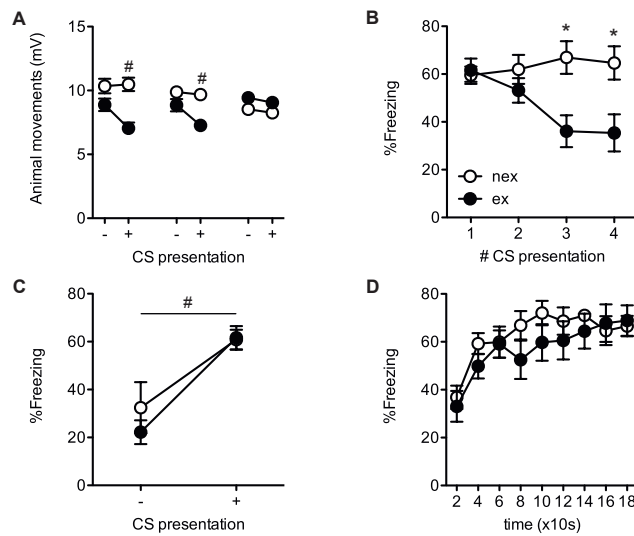 A
Animal movements (mV)
15
10
5
0
#
#
- + - + - +
CS presentation
B
%Freezing
80
60
40
20
0
* *
nex
ex
1 2 3 4
# CS presentation
C
%Freezing
80
60
40
20
0
#
- +
CS presentation
D
%Freezing
80
60
40
20
0
2 4 6 8 10 12 14 16 18
time (x10s)